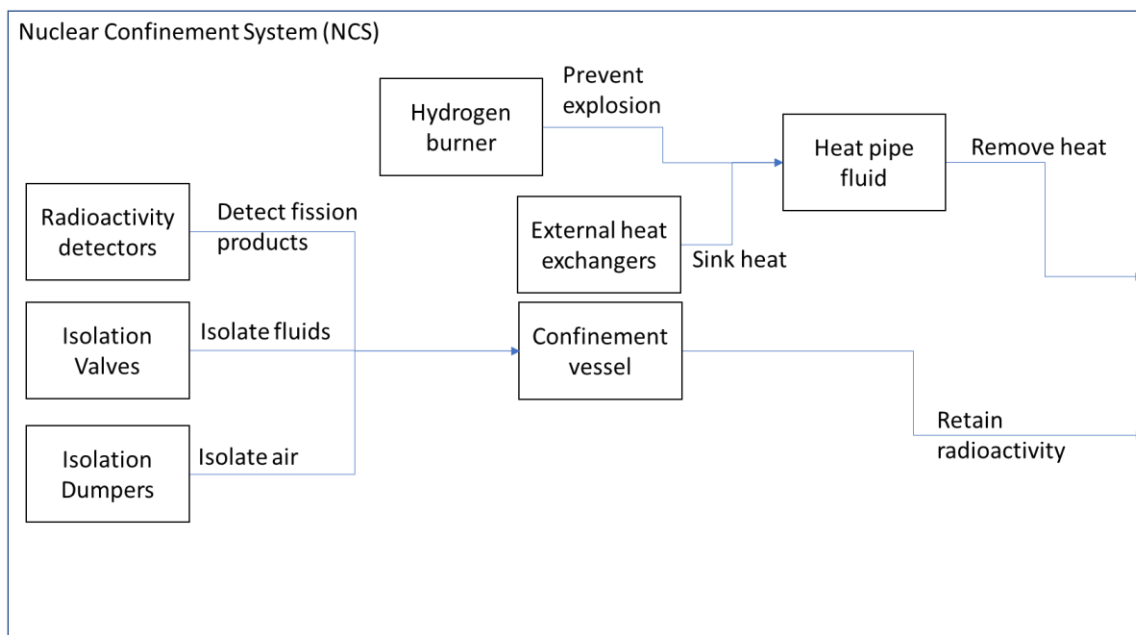 Nuclear Confinement System (NCS)
Hydrogen
burner
Prevent
explosion
Heat pipe
fluid
Remove heat
Radioactivity
detectors
Detect fission
products
External heat
exchangers
Sink heat
Isolation
Valves
Isolate fluids
Confinement
vessel
Retain
radioactivity
Isolation
Dumpers
Isolate air